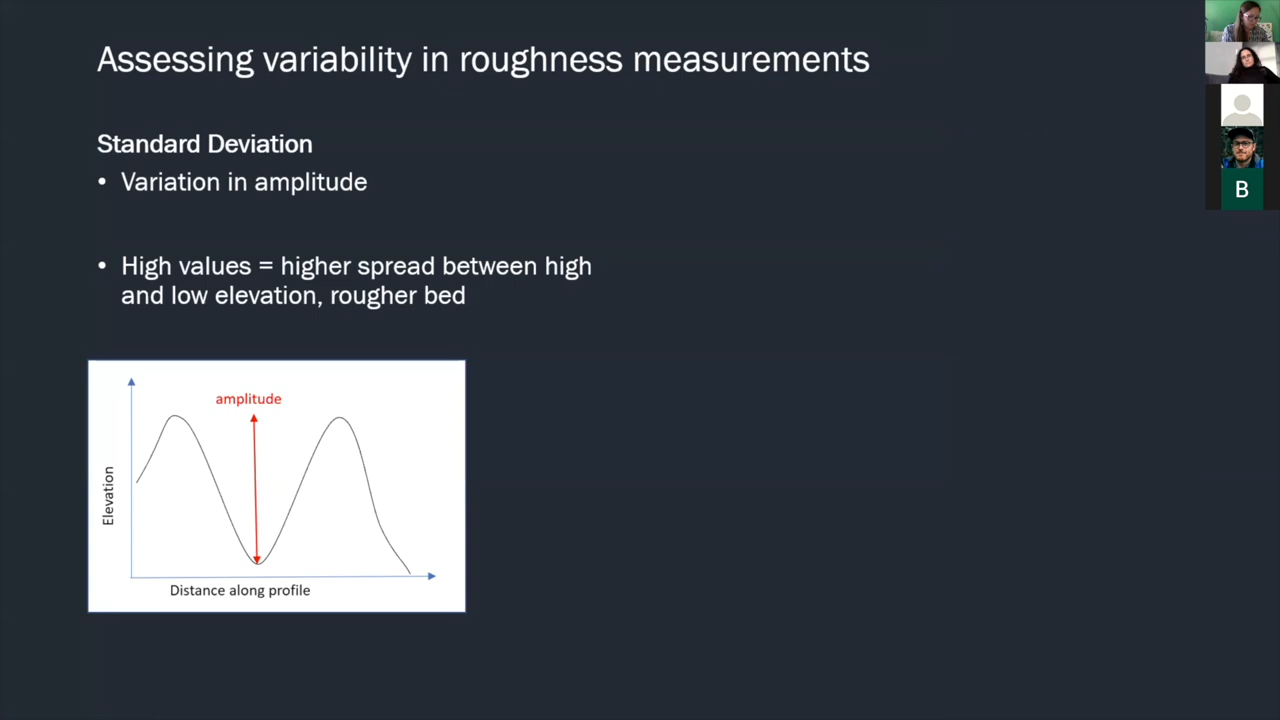 Assessing variability in roughness measurements
Standard Deviation
• Variation in amplitude
• High values = higher spread between high
and low elevation, rougher bed
amplitude
Elevation
Distance along profile
B